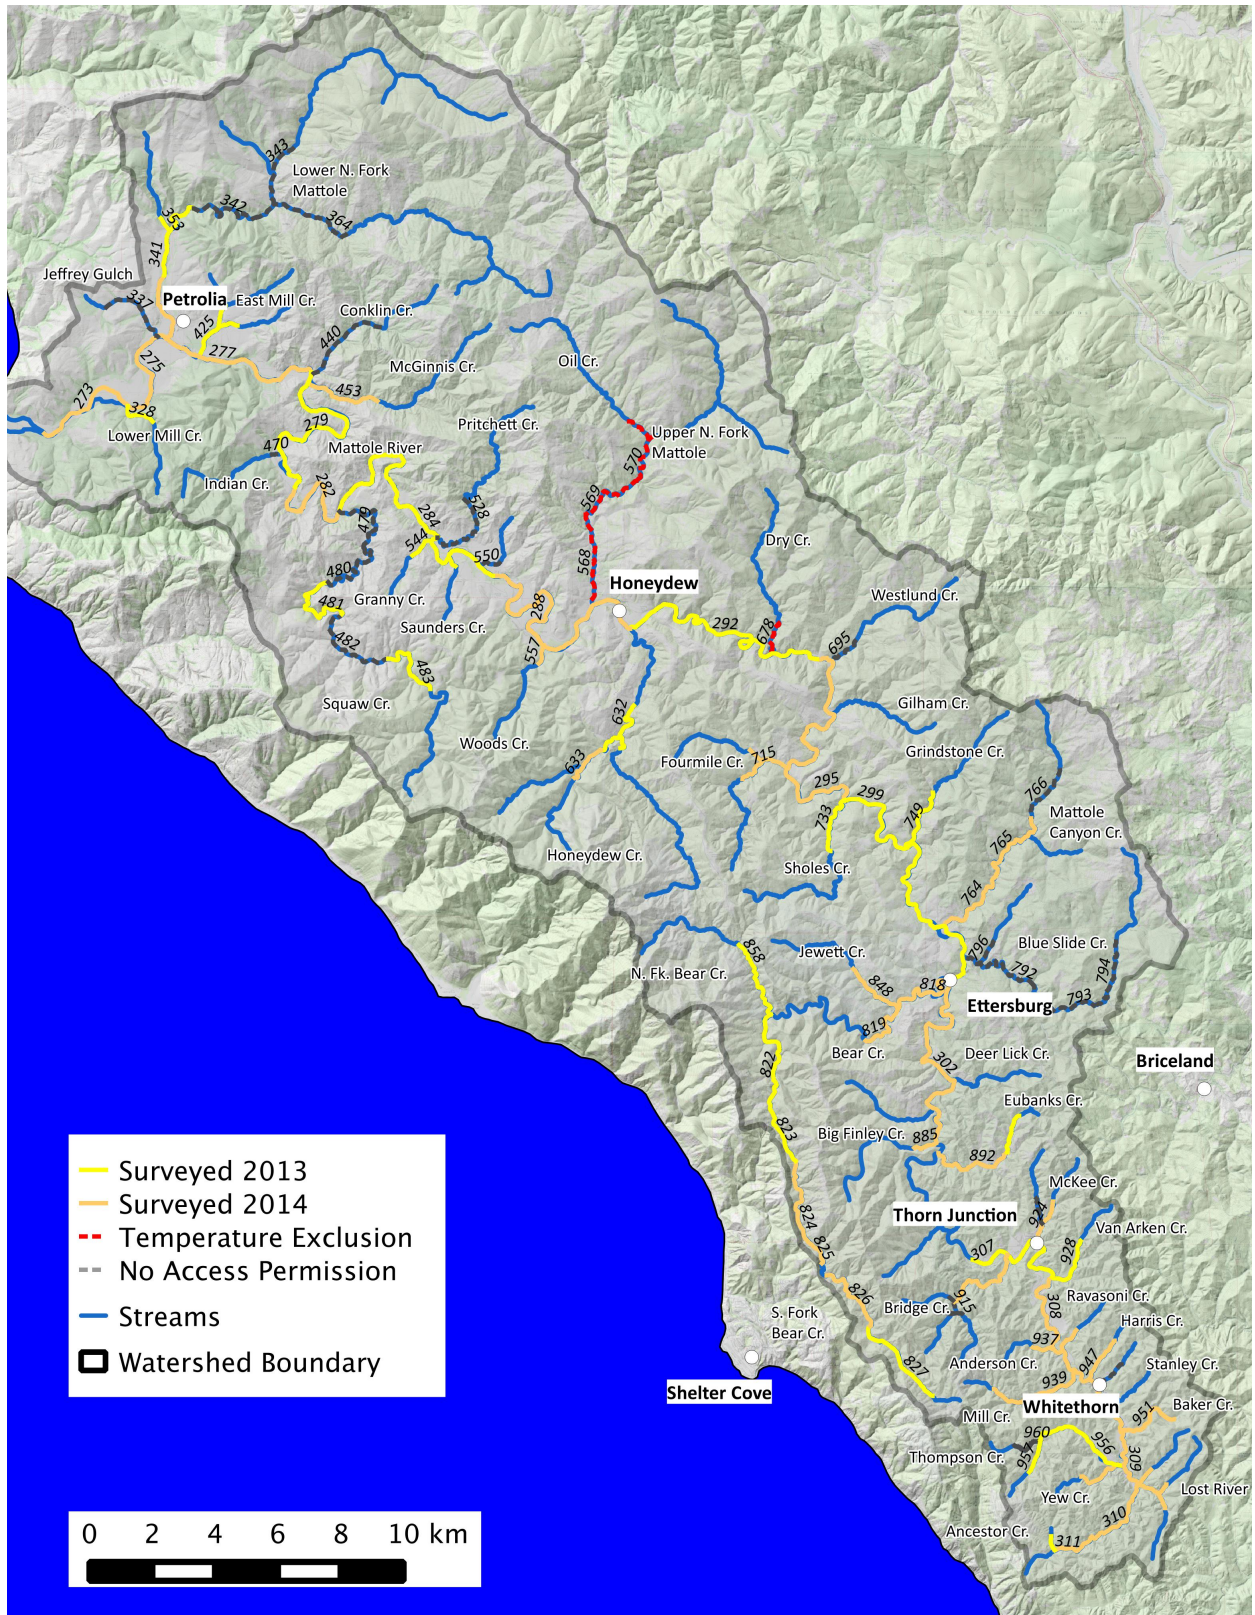 343
Lower N. Fork
Mattole
342
364
353
341
Jeffrey Gulch
337
Petrolia
East Mill Cr.
Conklin Cr.
425
440
277
275
McGinnis Cr.
Oil Cr.
453
273
328
Lower Mill Cr.
279
Pritchett Cr.
Upper N. Fork
Mattole
470
Mattole River
570
Indian Cr.
282
569
528
479
284
544
550
Dry Cr.
568
480
Honeydew
481
Granny Cr.
288
Westlund Cr.
Saunders Cr.
292
678
482
557
695
483
Squaw Cr.
632
Gilham Cr.
Woods Cr.
633
Fourmile Cr.
715
Grindstone Cr.
295
299
766
733
749
Mattole
Canyon Cr.
765
Honeydew Cr.
Sholes Cr.
764
858
Jewett Cr.
796
Blue Slide Cr.
N. Fk. Bear Cr.
848
818
792
794
793
Ettersburg
819
Bear Cr.
822
302
Deer Lick Cr.
Briceland
Eubanks Cr.
823
Big Finley Cr.
885
892
McKee Cr.
824
Thorn Junction
924
Van Arken Cr.
825
307
928
826
Bridge Cr.
915
308
Ravasoni Cr.
S. Fork
Bear Cr.
Harris Cr.
937
827
Anderson Cr.
947
Stanley Cr.
939
Shelter Cove
Whitethorn
Baker Cr.
Mill Cr.
951
960
956
Thompson Cr.
957
309
Yew Cr.
Lost River
310
Ancestor Cr.
311
Surveyed 2013
Surveyed 2014
Temperature Exclusion
No Access Permission
Streams
Watershed Boundary
0 2 4 6 8 10 km